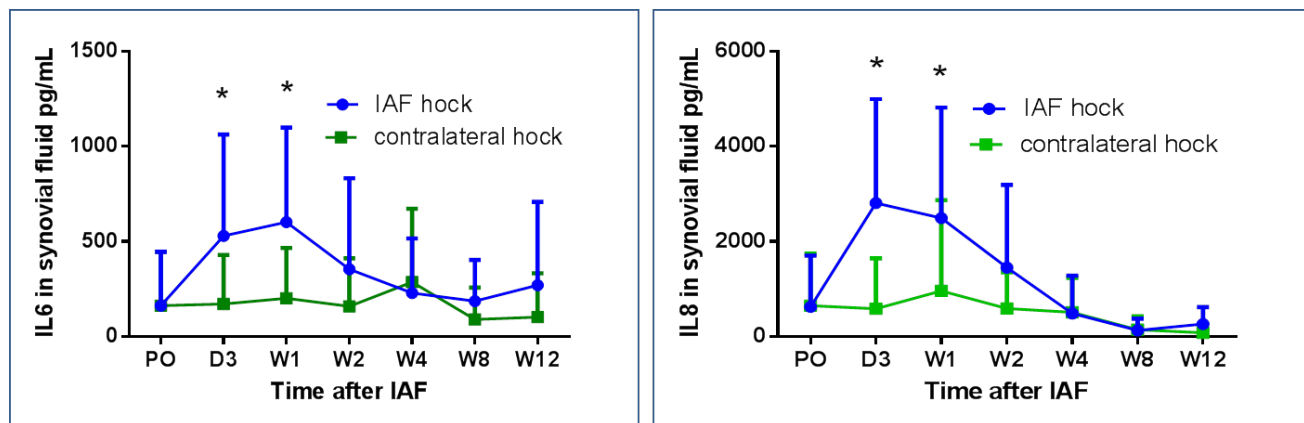 IL6 in synovial fluid pg/mL
1500
1000
500
0
* *
IAF hock
contralateral hock
PO D3 W1 W2 W4 W8 W12
Time after IAF
IL8 in synovial fluid pg/mL
6000
4000
2000
0
* *
IAF hock
contralateral hock
PO D3 W1 W2 W4 W8 W12
Time after IAF